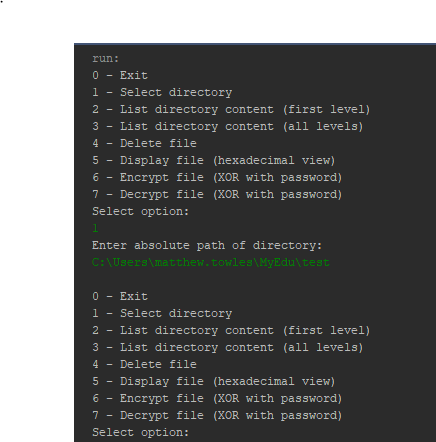 run:
0 - Exit
1 - Select directory
2 - List directory content (first level)
3 - List directory content (all levels)
4 - Delete file
5 - Display file (hexadecimal view)
6 - Encrypt file (XOR with password)
7 - Decrypt file (XOR with password)
Select option:
1
Enter absolute path of directory:
C:\Users\matthew.towles\MyEdu\test
0 - Exit
1 - Select directory
2 - List directory content (first level)
3 - List directory content (all levels)
4 - Delete file
5 - Display file (hexadecimal view)
6 - Encrypt file (XOR with password)
7 - Decrypt file (XOR with password)
Select option: